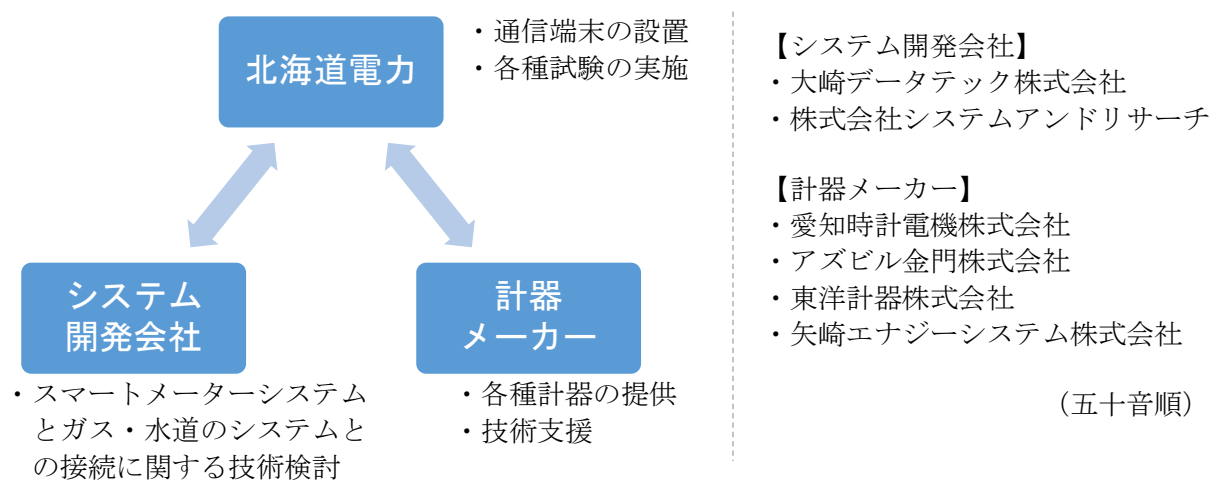 北海道電力
・通信端末の設置
・各種試験の実施
システム
開発会社
・スマートメーターシステム
とガス・水道のシステムと
の接続に関する技術検討
計器
メーカー
・各種計器の提供
・技術支援
【システム開発会社】
・大崎データテック株式会社
・株式会社システムアンドリサーチ
【計器メーカー】
・愛知時計電機株式会社
・アズビル金門株式会社
・東洋計器株式会社
・矢崎エナジーシステム株式会社
（五十音順）